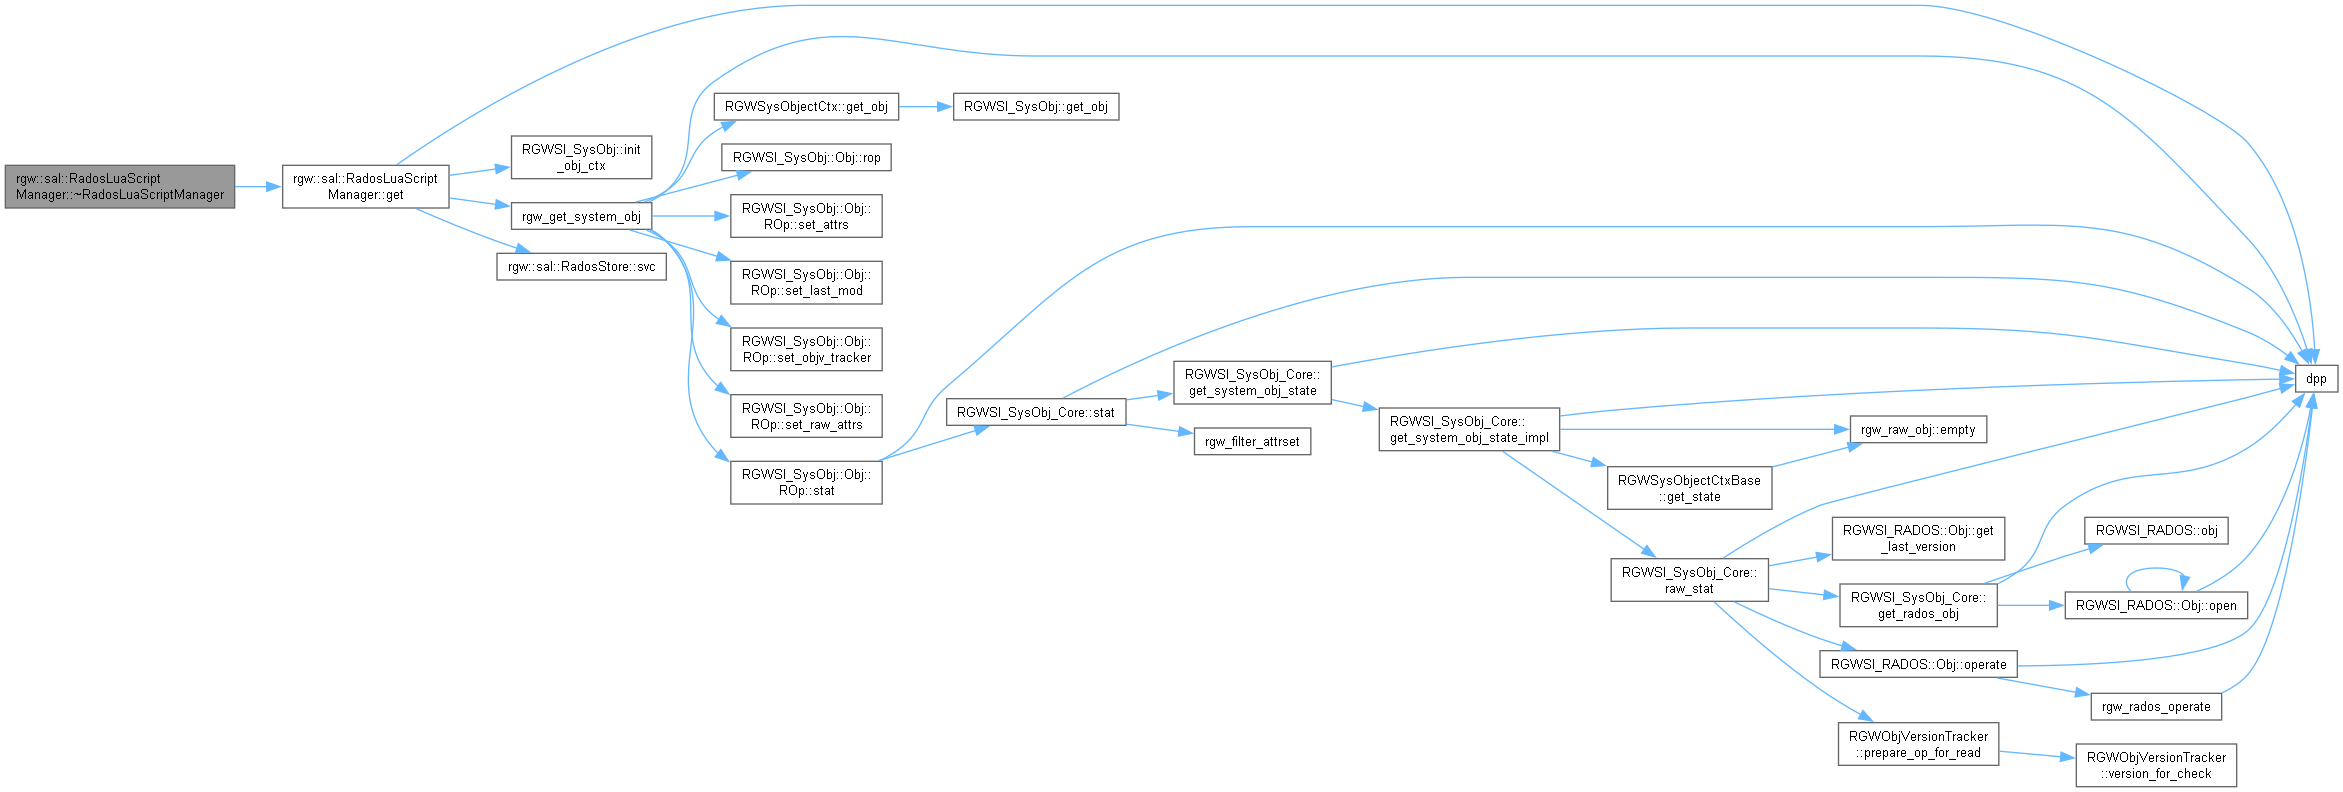 rgw::sal::RadosLuaScript
Manager::~RadosLuaScriptManager
rgw::sal::RadosLuaScript
Manager::get
RGWSI_SysObj::init
_obj_ctx
rgw_get_system_obj
rgw::sal::RadosStore::svc
RGWSysObjectCtx::get_obj
RGWSI_SysObj::get_obj
RGWSI_SysObj::Obj::rop
RGWSI_SysObj::Obj::
ROp::set_attrs
RGWSI_SysObj::Obj::
ROp::set_last_mod
RGWSI_SysObj::Obj::
ROp::set_objv_tracker
RGWSI_SysObj::Obj::
ROp::set_raw_attrs
RGWSI_SysObj::Obj::
ROp::stat
RGWSI_SysObj_Core::stat
RGWSI_SysObj_Core::
get_system_obj_state
rgw_filter_attrset
RGWSI_SysObj_Core::
get_system_obj_state_impl
RGWSysObjectCtxBase
::get_state
rgw_raw_obj::empty
RGWSI_SysObj_Core::
raw_stat
RGWSI_RADOS::Obj::get
_last_version
RGWSI_SysObj_Core::
get_rados_obj
RGWSI_RADOS::obj
RGWSI_RADOS::Obj::open
RGWSI_RADOS::Obj::operate
rgw_rados_operate
RGWObjVersionTracker
::prepare_op_for_read
RGWObjVersionTracker
::version_for_check
dpp